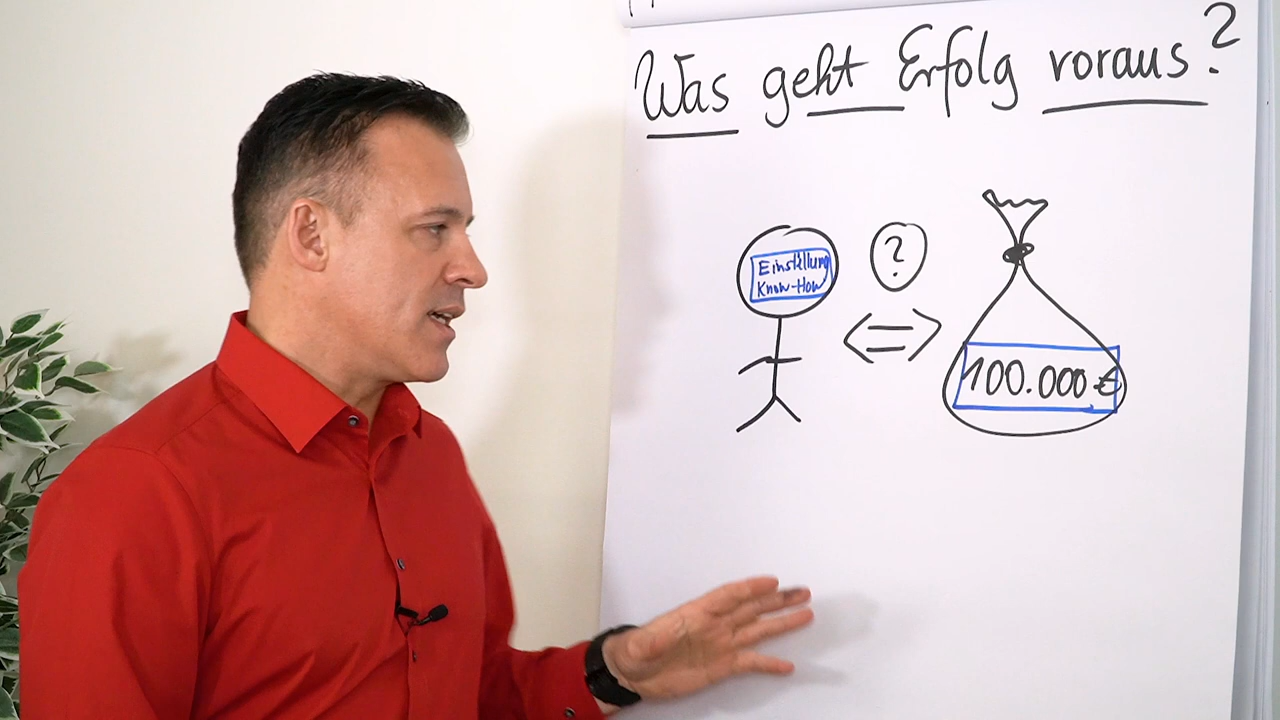 Was geht Erfolg voraus?
Einstellung
Know-How
?
100.000 €